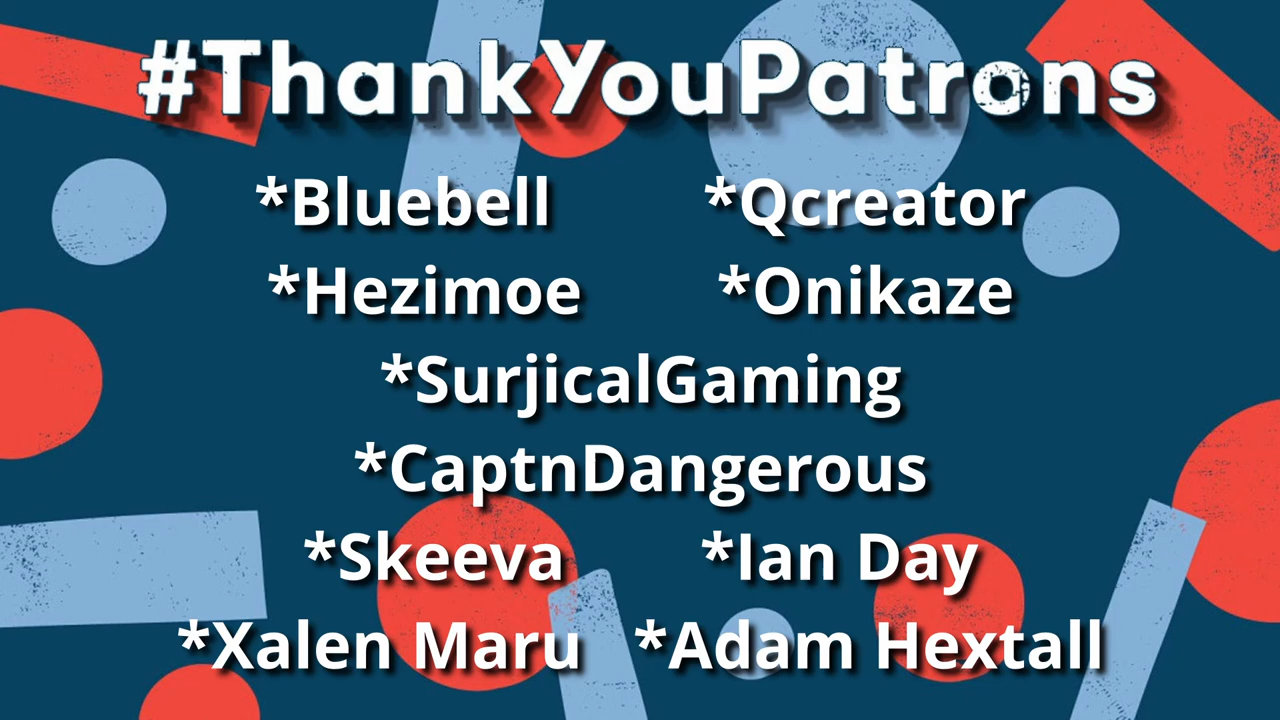 #ThankYouPatrons
*Bluebell *Qcreator
*Hezimoe *Onikaze
*SurjicalGaming
*CaptnDangerous
*Skeeva *Ian Day
*Xalen Maru *Adam Hextall